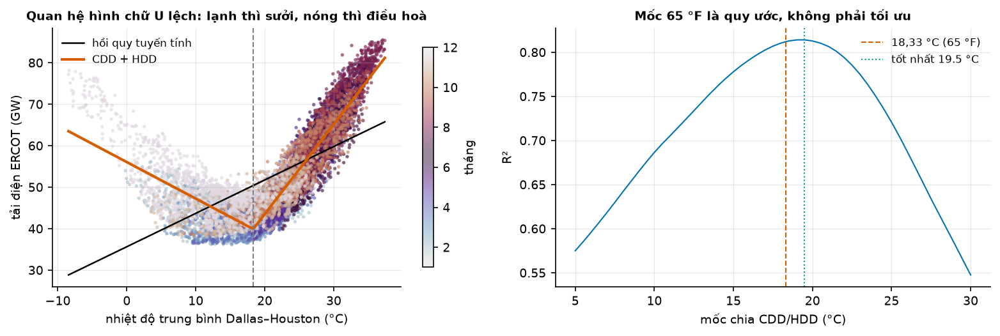 Quan hệ hình chữ U lệch: lạnh thì sưởi, nóng thì điều hoà
hồi quy tuyến tính
CDD + HDD
tải điện ERCOT (GW)
80
70
60
50
40
30
−10
0
10
20
30
nhiệt độ trung bình Dallas–Houston (°C)
12
10
8
6
4
2
tháng
Mốc 65 °F là quy ước, không phải tối ưu
18,33 °C (65 °F)
tốt nhất 19.5 °C
R²
0.80
0.75
0.70
0.65
0.60
0.55
5
10
15
20
25
30
mốc chia CDD/HDD (°C)